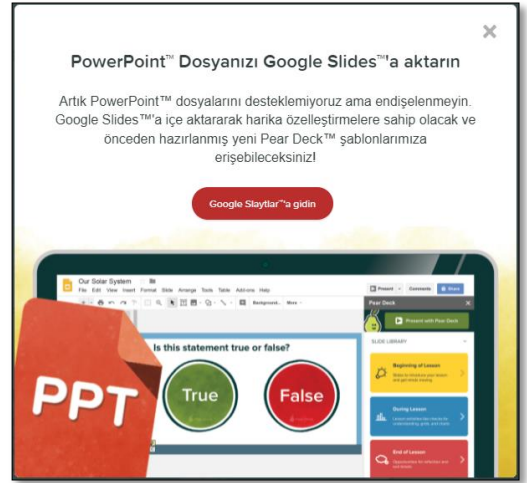 PowerPoint™ Dosyanızı Google Slides™'a aktarın
Artık PowerPoint™ dosyalarını desteklemiyoruz ama endişelenmeyin.
Google Slides™'a içe aktararak harika özelleştirmelere sahip olacak ve
önceden hazırlanmış yeni Pear Deck™ şablonlarımıza
erişebileceksiniz!
Google Slaytlar™'a gidin
Our Solar System
File Edit View Insert Format Slide Arrange Tools Table Add-ons Help
Present
Comments
Share
Background...
More
Pear Deck
Present with Pear Deck
SLIDE LIBRARY
Is this statement true or false?
True
False
Beginning of Lesson
During Lesson
End of Lesson
PPT